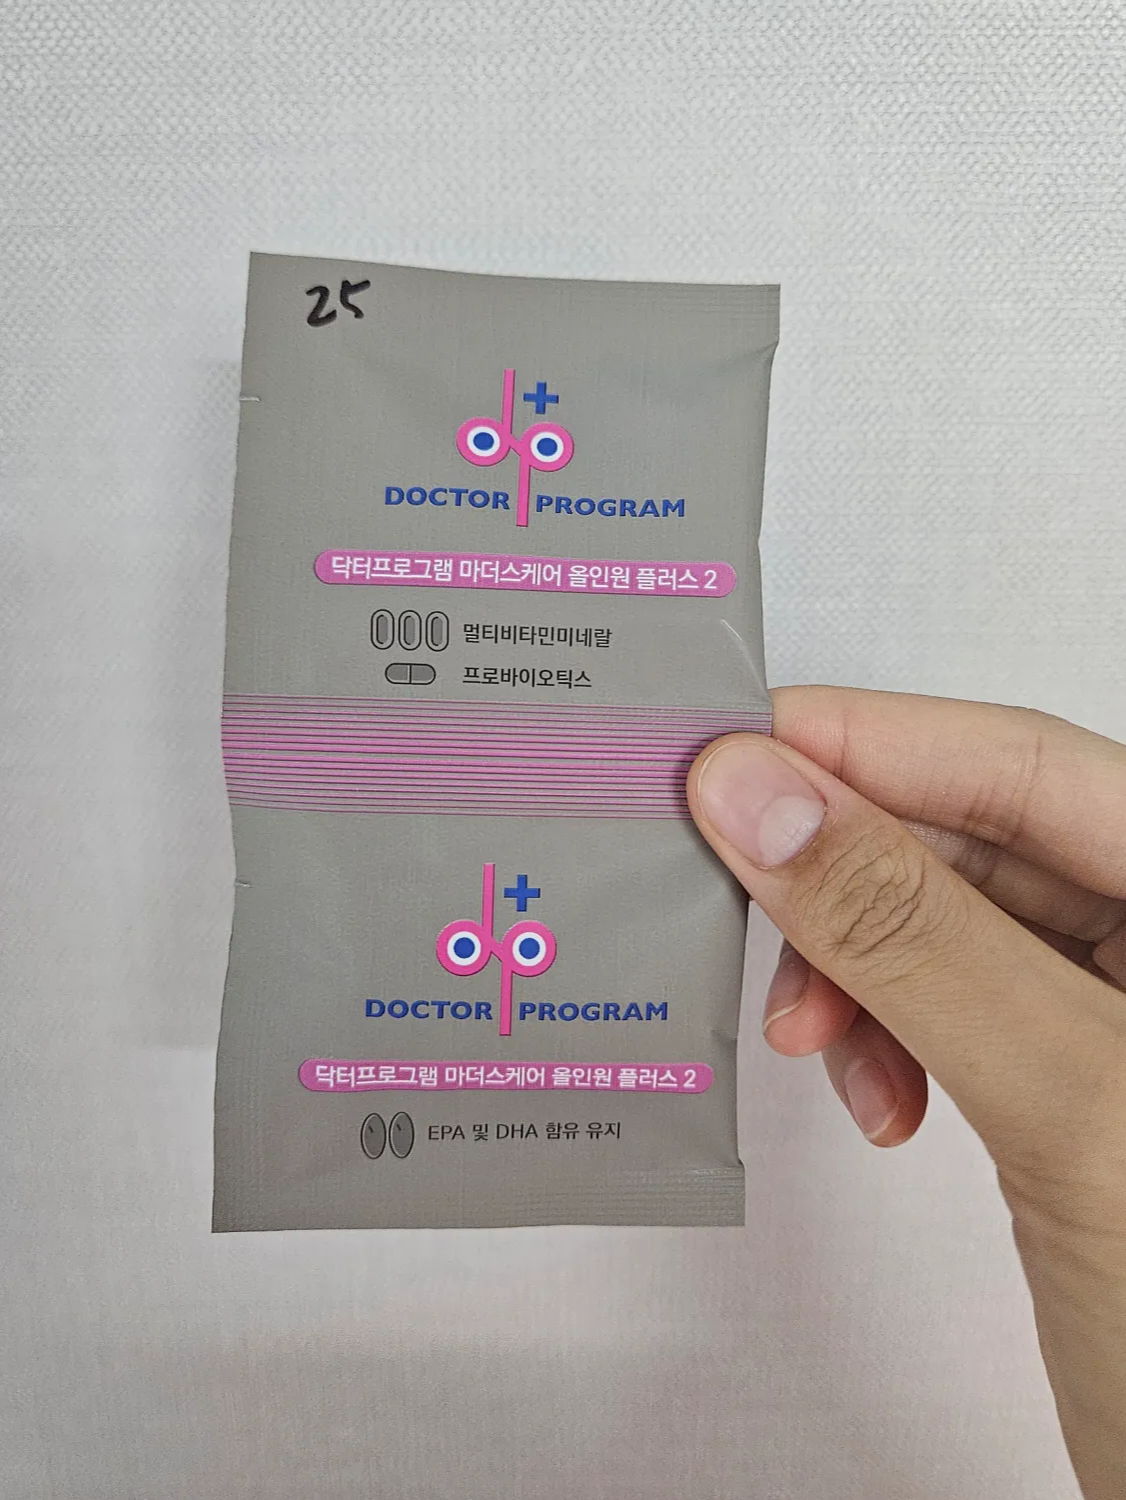 25
DOCTOR PROGRAM
닥터프로그램 마더스케어 올인원 플러스 2
멀티비타민미네랄
프로바이오틱스
DOCTOR PROGRAM
닥터프로그램 마더스케어 올인원 플러스 2
EPA 및 DHA 함유 유지